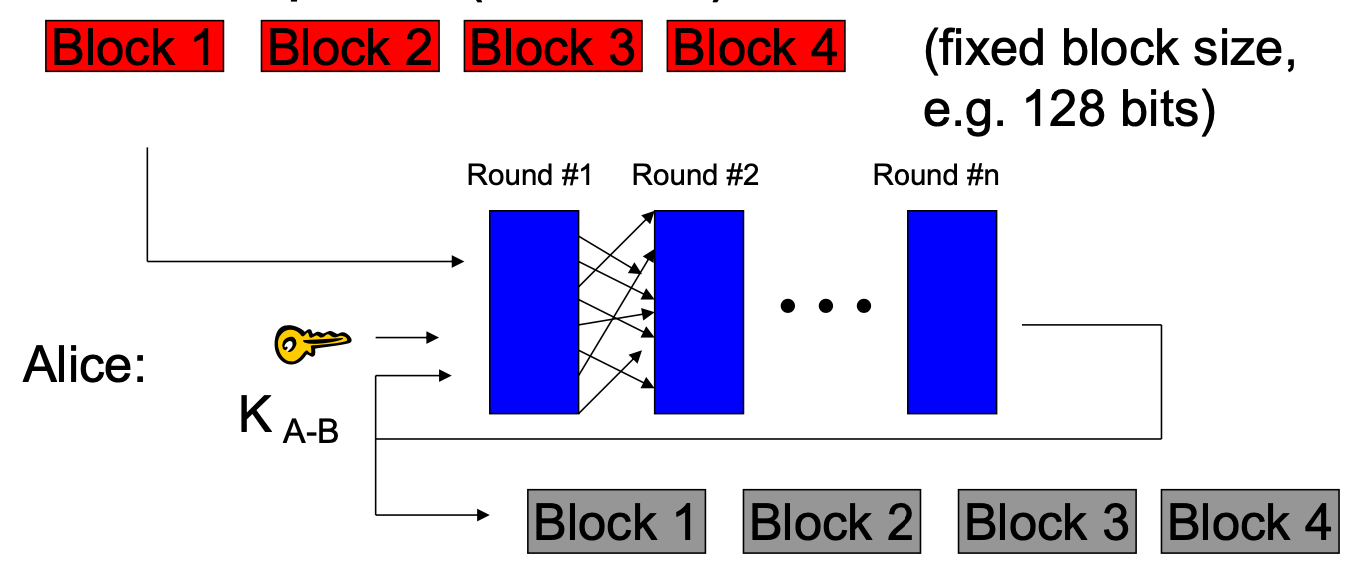 Block 1 Block 2 Block 3 Block 4 (fixed block size,
e.g. 128 bits)
Round #1 Round #2 Round #n
Alice:
K A-B
Block 1 Block 2 Block 3 Block 4